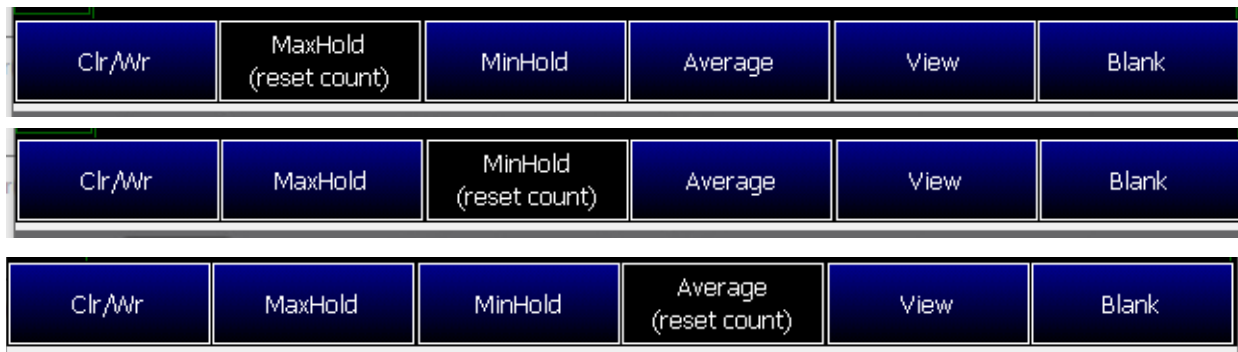 Clr/Wr
MaxHold
(reset count)
MinHold
Average
View
Blank
Clr/Wr
MaxHold
MinHold
(reset count)
Average
View
Blank
Clr/Wr
MaxHold
MinHold
Average
(reset count)
View
Blank